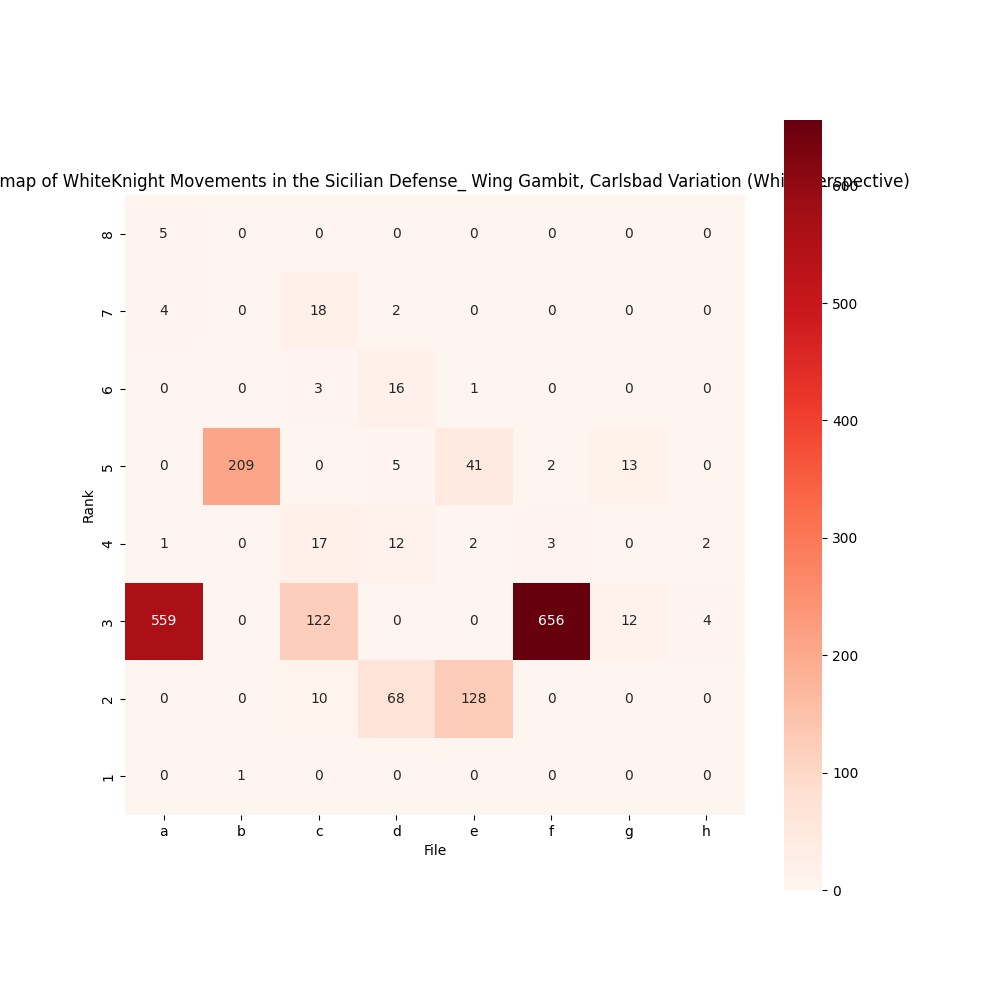 map of WhiteKnight Movements in the Sicilian Defense_ Wing Gambit, Carlsbad Variation (Whi erspective)
600
8 5 0 0 0 0 0 0 0
7 4 0 18 2 0 0 0 0
500
6 0 0 3 16 1 0 0 0
400
5 0 209 0 5 41 2 13 0
Rank
4 1 0 17 12 2 3 0 2
300
3 559 0 122 0 0 656 12 4
200
2 0 0 10 68 128 0 0 0
1 0 1 0 0 0 0 0 0
100
a b c d e f g h
File
0